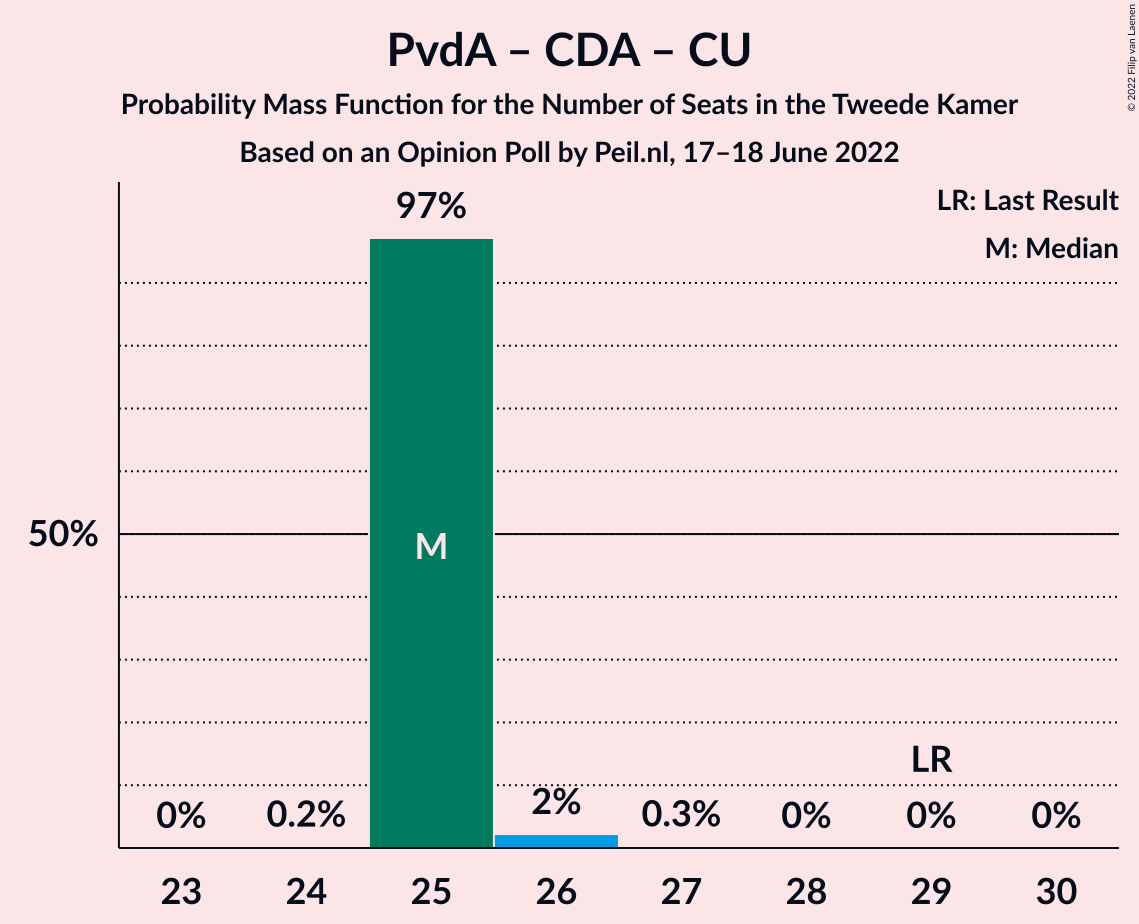 PvdA – CDA – CU
Probability Mass Function for the Number of Seats in the Tweede Kamer
Based on an Opinion Poll by Peil.nl, 17–18 June 2022
© 2022 Filip van Laenen
LR: Last Result
M: Median
97%
50%
M
LR
0% 0.2% 2% 0.3% 0% 0% 0%
23 24 25 26 27 28 29 30